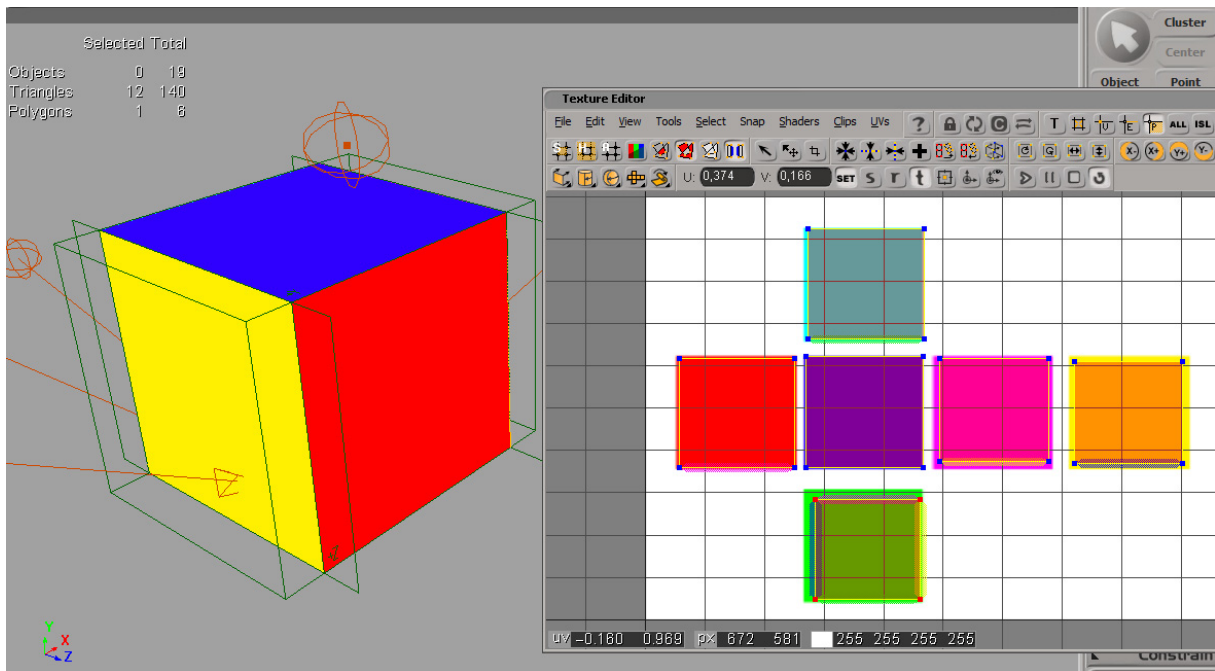 Selected Total
Objects 0 19
Triangles 12 140
Polygons 1 6
Cluster
Center
Object Point
Texture Editor
File Edit View Tools Select Snap Shaders Clips UVs ? T U E P ALL ISL
X- X+ Y+ Y-
U: 0,374 V: 0,166 SET s r t
uv -0.160 0.969 px 672 581 255 255 255 255
Constrain
Y
X
Z